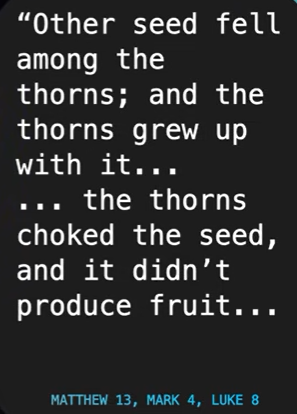 “Other seed fell
among the
thorns; and the
thorns grew up
with it...
... the thorns
choked the seed,
and it didn’t
produce fruit...
MATTHEW 13, MARK 4, LUKE 8